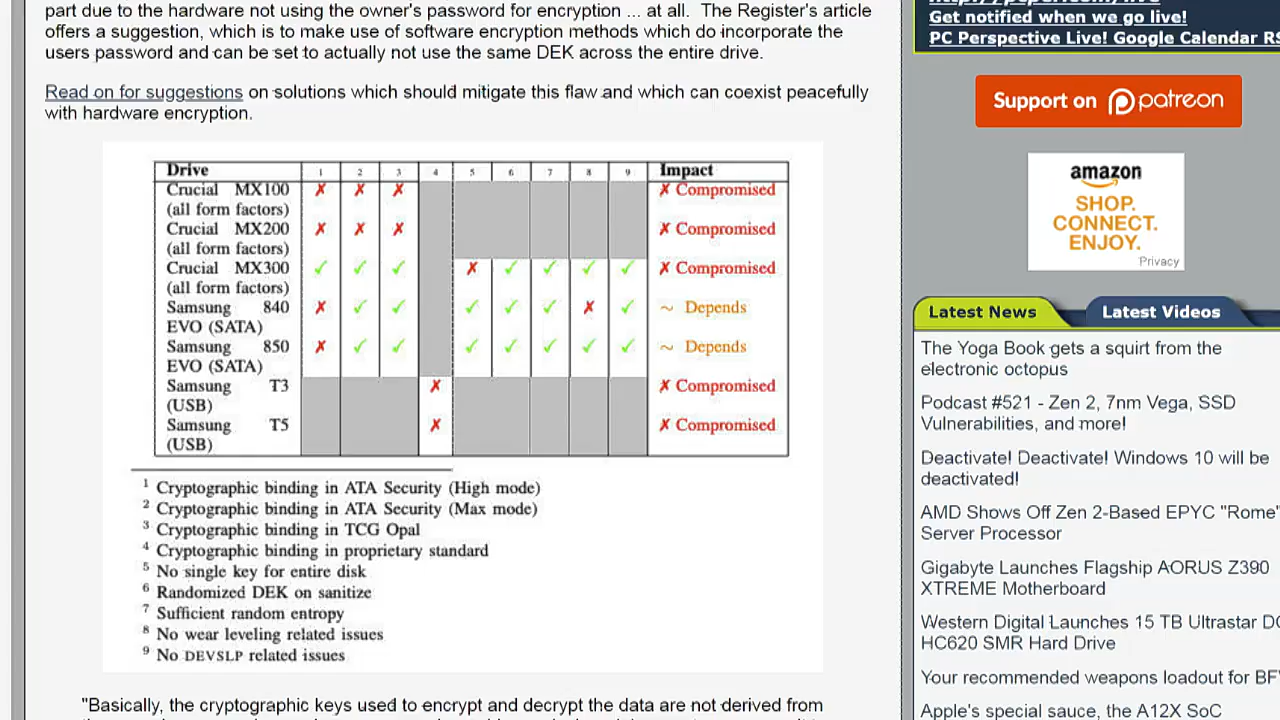 part due to the hardware not using the owner's password for encryption ... at all.  The Register's article
offers a suggestion, which is to make use of software encryption methods which do incorporate the
users password and can be set to actually not use the same DEK across the entire drive.
Read on for suggestions on solutions which should mitigate this flaw and which can coexist peacefully
with hardware encryption.
Drive 1 2 3 4 5 6 7 8 9 Impact
Crucial MX100 ✗ ✗ ✗ ✗ Compromised
(all form factors)
Crucial MX200 ✗ ✗ ✗ ✗ Compromised
(all form factors)
Crucial MX300 ✓ ✓ ✓ ✗ ✓ ✓ ✓ ✓ ✗ Compromised
(all form factors)
Samsung 840 ✗ ✓ ✓ ✓ ✓ ✓ ✗ ✓ ~ Depends
EVO (SATA)
Samsung 850 ✗ ✓ ✓ ✓ ✓ ✓ ✓ ✓ ~ Depends
EVO (SATA)
Samsung T3 ✗ ✗ Compromised
(USB)
Samsung T5 ✗ ✗ Compromised
(USB)
1 Cryptographic binding in ATA Security (High mode)
2 Cryptographic binding in ATA Security (Max mode)
3 Cryptographic binding in TCG Opal
4 Cryptographic binding in proprietary standard
5 No single key for entire disk
6 Randomized DEK on sanitize
7 Sufficient random entropy
8 No wear leveling related issues
9 No DEVSLP related issues
"Basically, the cryptographic keys used to encrypt and decrypt the data are not derived from
Get notified when we go live!
PC Perspective Live! Google Calendar RS
Support on patreon
amazon
SHOP.
CONNECT.
ENJOY.
Privacy
Latest News Latest Videos
The Yoga Book gets a squirt from the
electronic octopus
Podcast #521 - Zen 2, 7nm Vega, SSD
Vulnerabilities, and more!
Deactivate! Deactivate! Windows 10 will be
deactivated!
AMD Shows Off Zen 2-Based EPYC "Rome"
Server Processor
Gigabyte Launches Flagship AORUS Z390
XTREME Motherboard
Western Digital Launches 15 TB Ultrastar DC
HC620 SMR Hard Drive
Your recommended weapons loadout for BF
Apple's special sauce, the A12X SoC